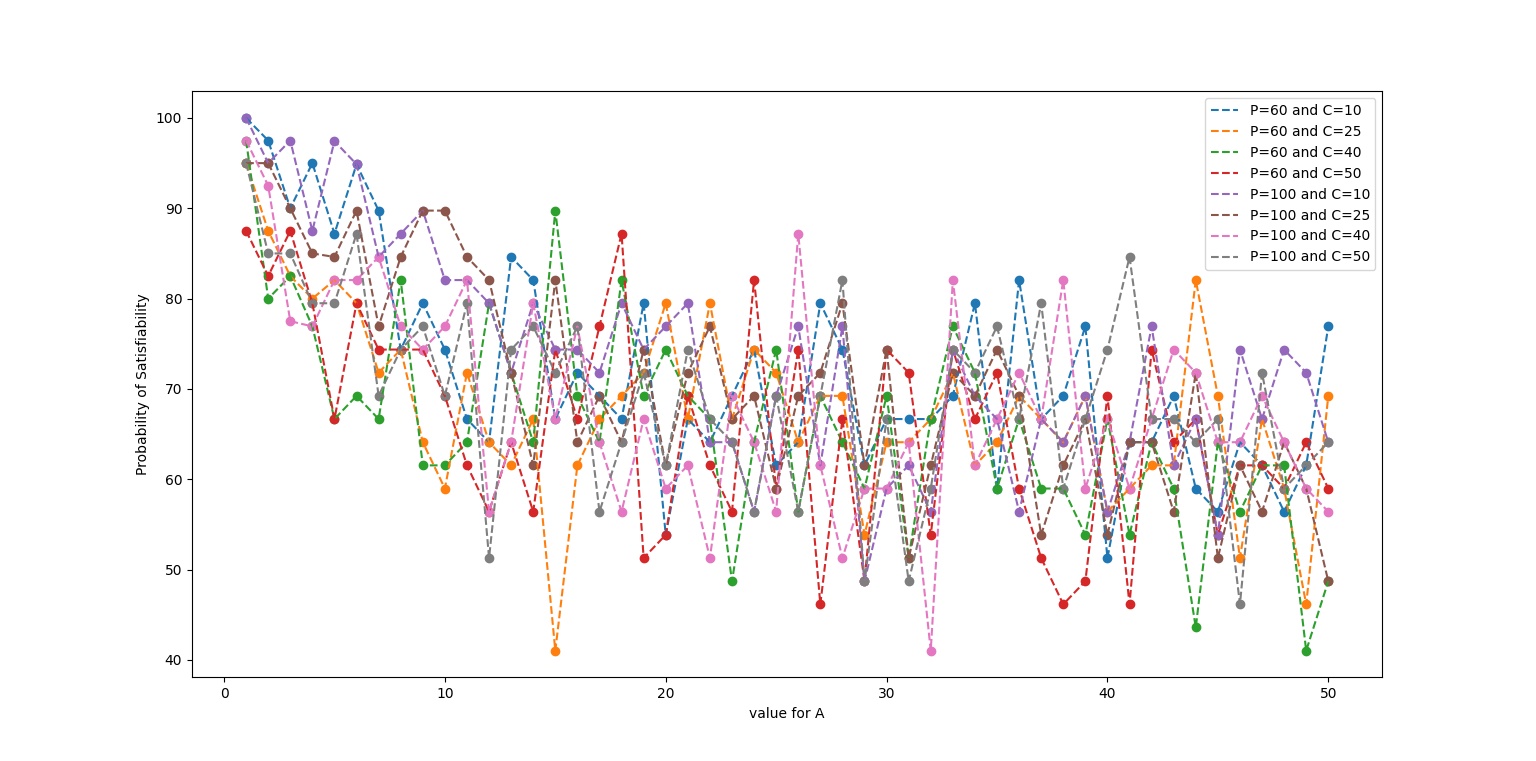 100
90
80
70
60
50
40
Probability of Satisfiability
0
10
20
30
40
50
value for A
P=60 and C=10
P=60 and C=25
P=60 and C=40
P=60 and C=50
P=100 and C=10
P=100 and C=25
P=100 and C=40
P=100 and C=50